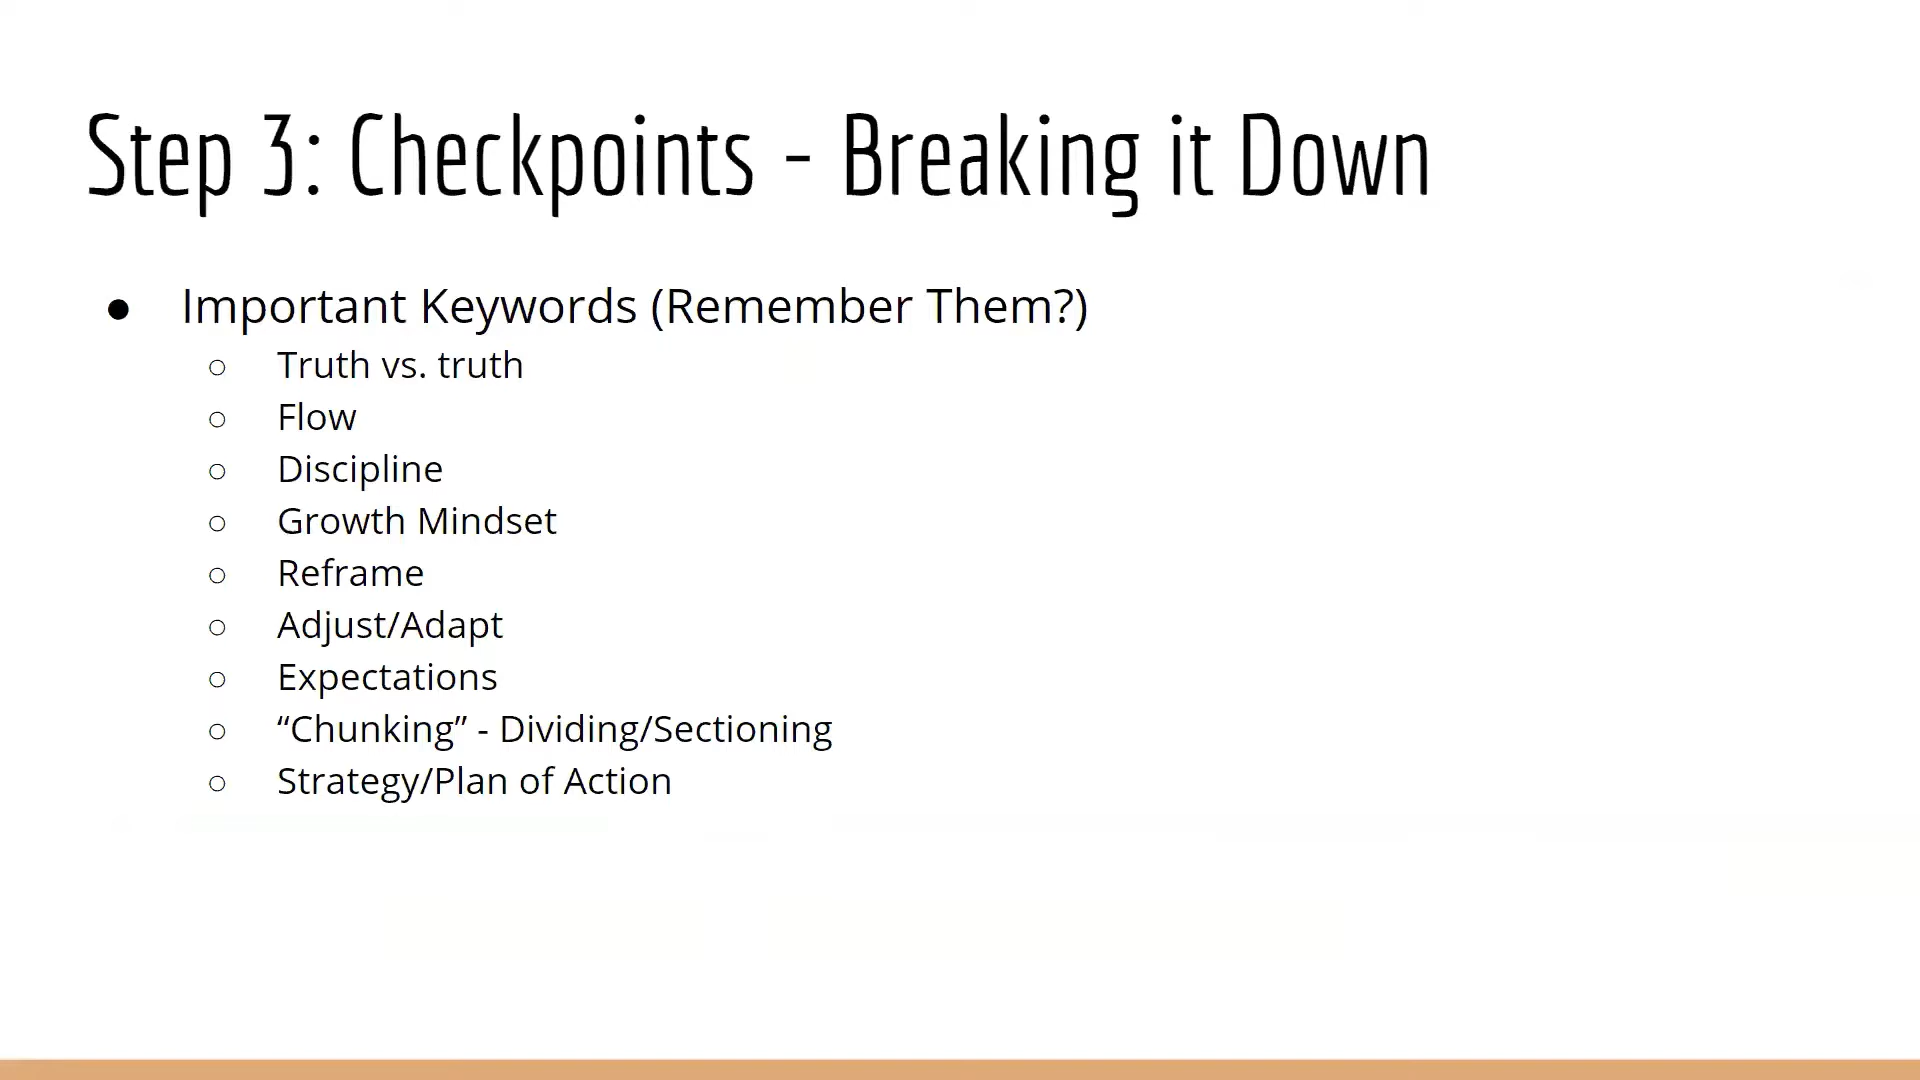 Step 3: Checkpoints - Breaking it Down
● Important Keywords (Remember Them?)
○ Truth vs. truth
○ Flow
○ Discipline
○ Growth Mindset
○ Reframe
○ Adjust/Adapt
○ Expectations
○ “Chunking” - Dividing/Sectioning
○ Strategy/Plan of Action